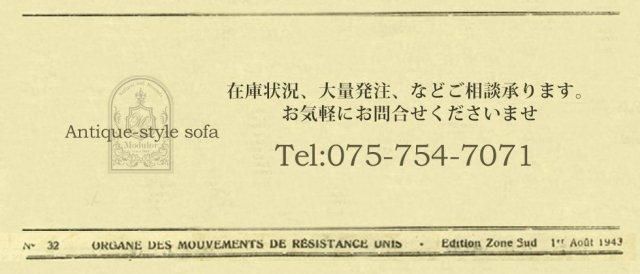 在庫状況、大量発注、などご相談承ります。
お気軽にお問合せくださいませ
Antique-style sofa
Modulor
Tel:075-754-7071
N° 32 ORGANE DES MOUVEMENTS DE RÉSISTANCE UNIS • Edition Zone Sud 1er Août 1943